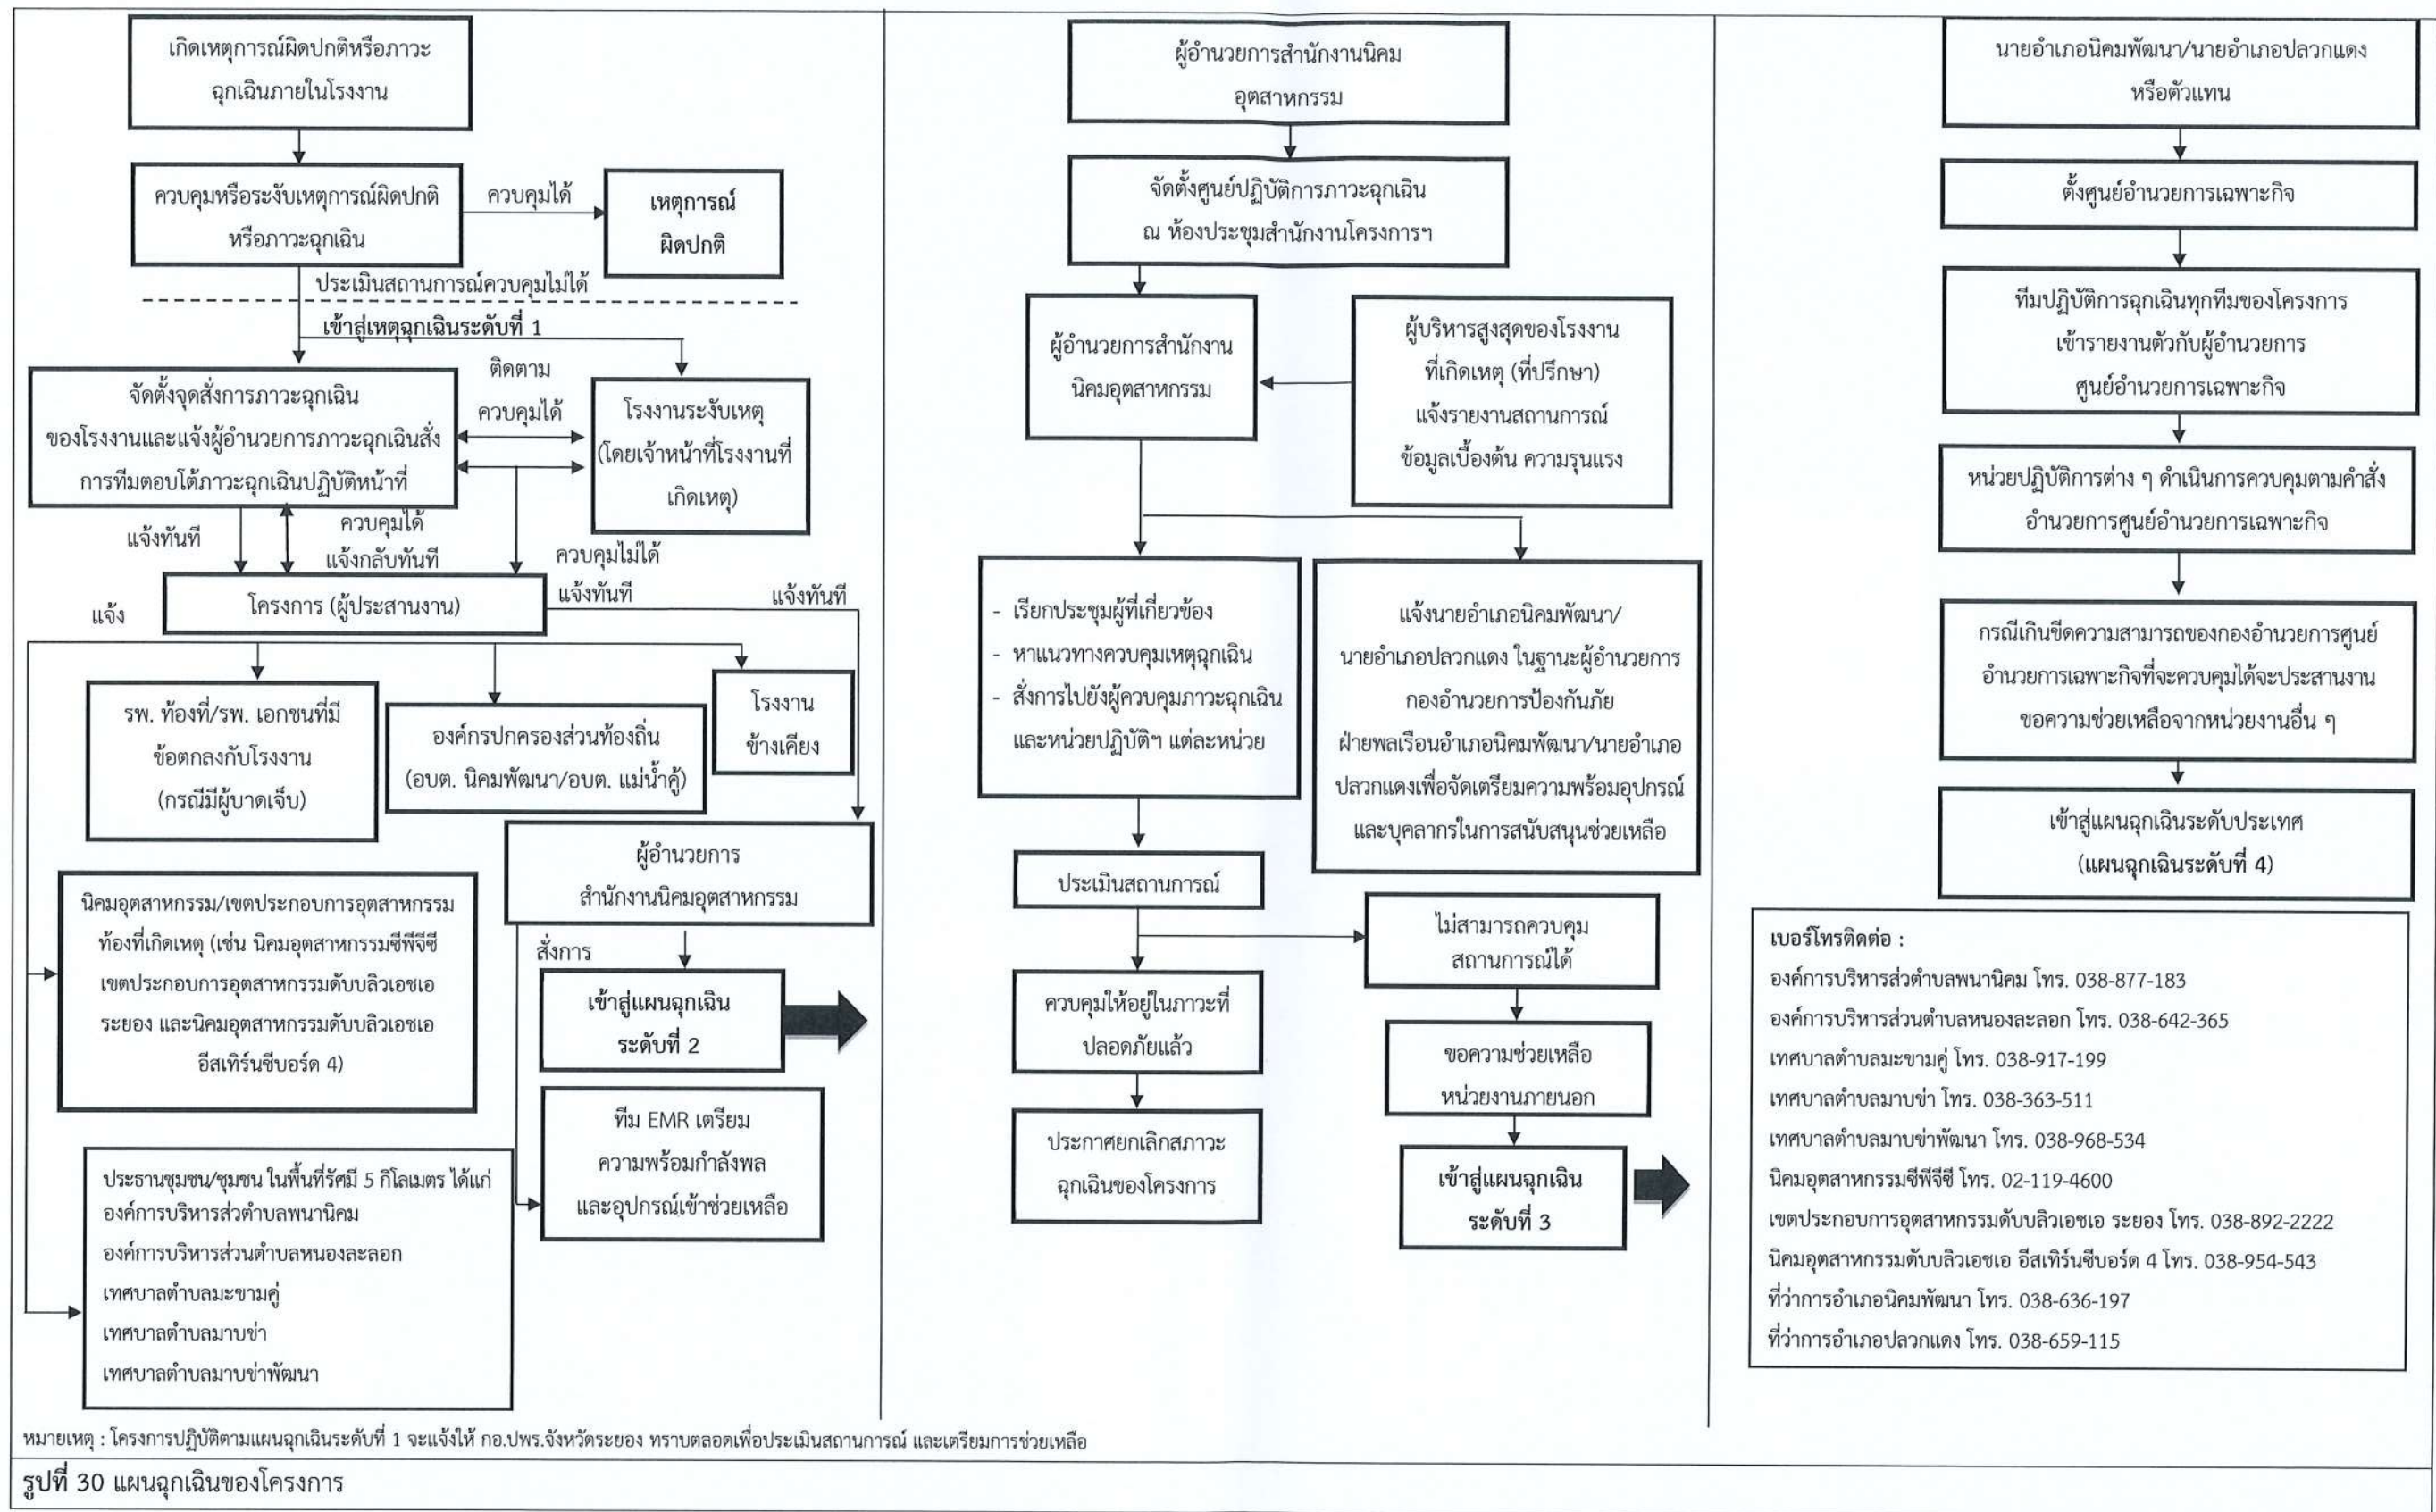 เกิดเหตุการณ์ผิดปกติหรือภาวะ
ฉุกเฉินภายในโรงงาน
ควบคุมหรือระงับเหตุการณ์ผิดปกติ
หรือภาวะฉุกเฉิน
ควบคุมได้
เหตุการณ์
ผิดปกติ
ประเมินสถานการณ์ควบคุมไม่ได้
เข้าสู่เหตุฉุกเฉินระดับที่ 1
จัดตั้งจุดสั่งการภาวะฉุกเฉิน
ของโรงงานและแจ้งผู้อำนวยการภาวะฉุกเฉินสั่ง
การทีมตอบโต้ภาวะฉุกเฉินปฏิบัติหน้าที่
ติดตาม
ควบคุมได้
โรงงานระงับเหตุ
(โดยเจ้าหน้าที่โรงงานที่
เกิดเหตุ)
แจ้งทันที
ควบคุมได้
แจ้งกลับทันที
ควบคุมไม่ได้
แจ้งทันที
แจ้งทันที
โครงการ (ผู้ประสานงาน)
แจ้ง
รพ. ท้องที่/รพ. เอกชนที่มี
ข้อตกลงกับโรงงาน
(กรณีมีผู้บาดเจ็บ)
องค์กรปกครองส่วนท้องถิ่น
(อบต. นิคมพัฒนา/อบต. แม่น้ำคู้)
โรงงาน
ข้างเคียง
ผู้อำนวยการ
สำนักงานนิคมอุตสาหกรรม
นิคมอุตสาหกรรม/เขตประกอบการอุตสาหกรรม
ท้องที่เกิดเหตุ (เช่น นิคมอุตสาหกรรมซีพีจีซี
เขตประกอบการอุตสาหกรรมดับบลิวเอชเอ
ระยอง และนิคมอุตสาหกรรมดับบลิวเอชเอ
อีสเทิร์นซีบอร์ด 4)
สั่งการ
เข้าสู่แผนฉุกเฉิน
ระดับที่ 2
ทีม EMR เตรียม
ความพร้อมกำลังพล
และอุปกรณ์เข้าช่วยเหลือ
ประธานชุมชน/ชุมชน ในพื้นที่รัศมี 5 กิโลเมตร ได้แก่
องค์การบริหารส่วตำบลพนานิคม
องค์การบริหารส่วนตำบลหนองละลอก
เทศบาลตำบลมะขามคู่
เทศบาลตำบลมาบข่า
เทศบาลตำบลมาบข่าพัฒนา
ผู้อำนวยการสำนักงานนิคม
อุตสาหกรรม
จัดตั้งศูนย์ปฏิบัติการภาวะฉุกเฉิน
ณ ห้องประชุมสำนักงานโครงการฯ
ผู้อำนวยการสำนักงาน
นิคมอุตสาหกรรม
ผู้บริหารสูงสุดของโรงงาน
ที่เกิดเหตุ (ที่ปรึกษา)
แจ้งรายงานสถานการณ์
ข้อมูลเบื้องต้น ความรุนแรง
- เรียกประชุมผู้ที่เกี่ยวข้อง
- หาแนวทางควบคุมเหตุฉุกเฉิน
- สั่งการไปยังผู้ควบคุมภาวะฉุกเฉิน
และหน่วยปฏิบัติฯ แต่ละหน่วย
แจ้งนายอำเภอนิคมพัฒนา/
นายอำเภอปลวกแดง ในฐานะผู้อำนวยการ
กองอำนวยการป้องกันภัย
ฝ่ายพลเรือนอำเภอนิคมพัฒนา/นายอำเภอ
ปลวกแดงเพื่อจัดเตรียมความพร้อมอุปกรณ์
และบุคลากรในการสนับสนุนช่วยเหลือ
ประเมินสถานการณ์
ไม่สามารถควบคุม
สถานการณ์ได้
ควบคุมให้อยู่ในภาวะที่
ปลอดภัยแล้ว
ขอความช่วยเหลือ
หน่วยงานภายนอก
ประกาศยกเลิกสภาวะ
ฉุกเฉินของโครงการ
เข้าสู่แผนฉุกเฉิน
ระดับที่ 3
นายอำเภอนิคมพัฒนา/นายอำเภอปลวกแดง
หรือตัวแทน
ตั้งศูนย์อำนวยการเฉพาะกิจ
ทีมปฏิบัติการฉุกเฉินทุกทีมของโครงการ
เข้ารายงานตัวกับผู้อำนวยการ
ศูนย์อำนวยการเฉพาะกิจ
หน่วยปฏิบัติการต่าง ๆ ดำเนินการควบคุมตามคำสั่ง
อำนวยการศูนย์อำนวยการเฉพาะกิจ
กรณีเกินขีดความสามารถของกองอำนวยการศูนย์
อำนวยการเฉพาะกิจที่จะควบคุมได้จะประสานงาน
ขอความช่วยเหลือจากหน่วยงานอื่น ๆ
เข้าสู่แผนฉุกเฉินระดับประเทศ
(แผนฉุกเฉินระดับที่ 4)
เบอร์โทรติดต่อ :
องค์การบริหารส่วตำบลพนานิคม โทร. 038-877-183
องค์การบริหารส่วนตำบลหนองละลอก โทร. 038-642-365
เทศบาลตำบลมะขามคู่ โทร. 038-917-199
เทศบาลตำบลมาบข่า โทร. 038-363-511
เทศบาลตำบลมาบข่าพัฒนา โทร. 038-968-534
นิคมอุตสาหกรรมซีพีจีซี โทร. 02-119-4600
เขตประกอบการอุตสาหกรรมดับบลิวเอชเอ ระยอง โทร. 038-892-2222
นิคมอุตสาหกรรมดับบลิวเอชเอ อีสเทิร์นซีบอร์ด 4 โทร. 038-954-543
ที่ว่าการอำเภอนิคมพัฒนา โทร. 038-636-197
ที่ว่าการอำเภอปลวกแดง โทร. 038-659-115
หมายเหตุ : โครงการปฏิบัติตามแผนฉุกเฉินระดับที่ 1 จะแจ้งให้ กอ.ปพร.จังหวัดระยอง ทราบตลอดเพื่อประเมินสถานการณ์ และเตรียมการช่วยเหลือ
รูปที่ 30 แผนฉุกเฉินของโครงการ